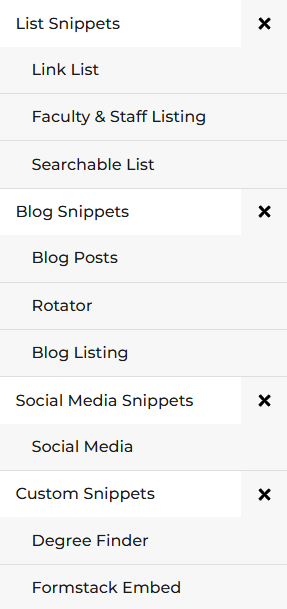 List Snippets
Link List
Faculty & Staff Listing
Searchable List
Blog Snippets
Blog Posts
Rotator
Blog Listing
Social Media Snippets
Social Media
Custom Snippets
Degree Finder
Formstack Embed